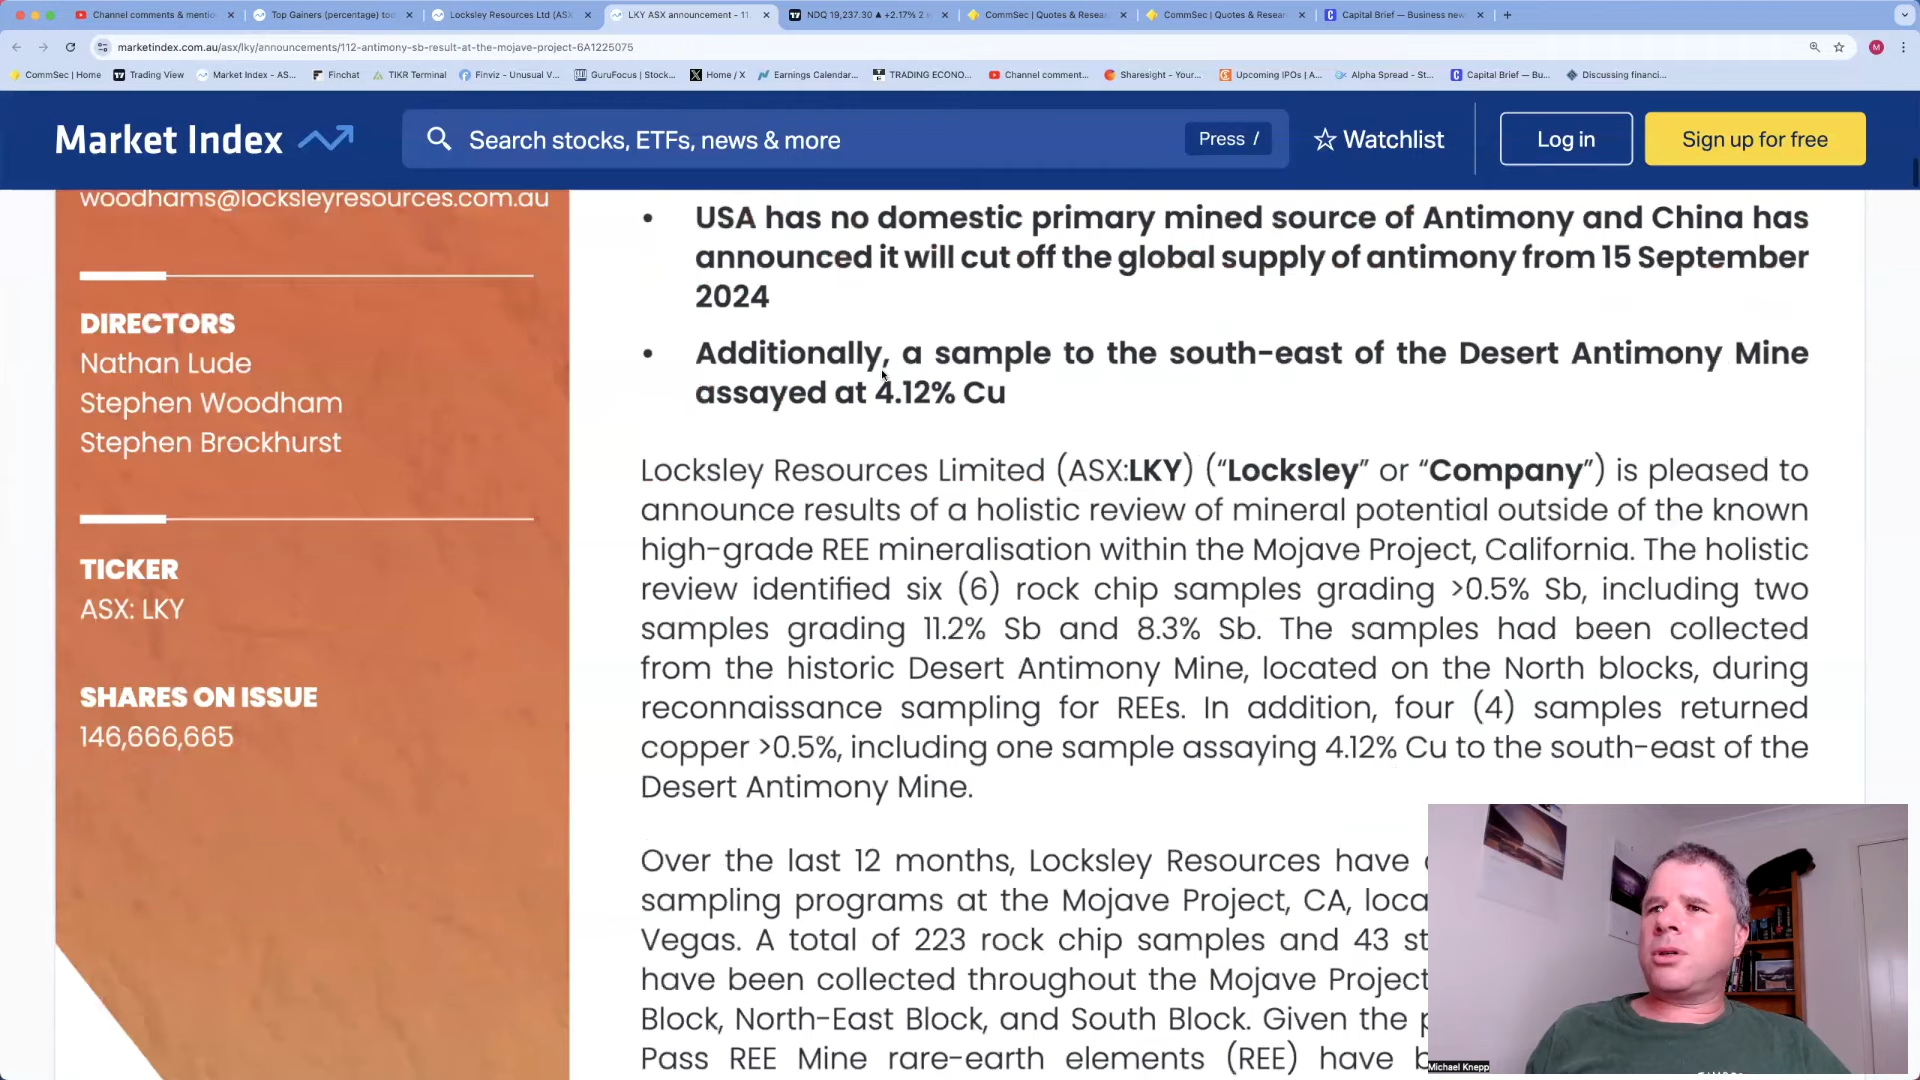 Channel comments & mentio
Top Gainers (percentage) to
Locksley Resources Ltd (ASX
LKY ASX announcement - 11
NDQ 19,237.30 ▲ +2.17% 2
CommSec | Quotes & Resea
CommSec | Quotes & Resea
Capital Brief — Business new
marketindex.com.au/asx/lky/announcements/112-antimony-sb-result-at-the-mojave-project-6A1225075
M
CommSec | Home
Trading View
Market Index - AS...
Finchat
TIKR Terminal
Finviz - Unusual V...
GuruFocus | Stock...
Home / X
Earnings Calendar...
TRADING ECONO...
Channel comment...
Sharesight - Your...
Upcoming IPOs | A...
Alpha Spread - St...
Capital Brief — Bu...
Discussing financi...
Market Index
Search stocks, ETFs, news & more
Press /
Watchlist
Log in
Sign up for free
woodhams@locksleyresources.com.au
DIRECTORS
Nathan Lude
Stephen Woodham
Stephen Brockhurst
TICKER
ASX: LKY
SHARES ON ISSUE
146,666,665
• USA has no domestic primary mined source of Antimony and China has
announced it will cut off the global supply of antimony from 15 September
2024
• Additionally, a sample to the south-east of the Desert Antimony Mine
assayed at 4.12% Cu
Locksley Resources Limited (ASX:LKY) (“Locksley” or “Company”) is pleased to
announce results of a holistic review of mineral potential outside of the known
high-grade REE mineralisation within the Mojave Project, California. The holistic
review identified six (6) rock chip samples grading >0.5% Sb, including two
samples grading 11.2% Sb and 8.3% Sb. The samples had been collected
from the historic Desert Antimony Mine, located on the North blocks, during
reconnaissance sampling for REEs. In addition, four (4) samples returned
copper >0.5%, including one sample assaying 4.12% Cu to the south-east of the
Desert Antimony Mine.
Over the last 12 months, Locksley Resources have
sampling programs at the Mojave Project, CA, loca
Vegas. A total of 223 rock chip samples and 43 st
have been collected throughout the Mojave Project
Block, North-East Block, and South Block. Given the p
Pass REE Mine rare-earth elements (REE) have b
Michael Knepp